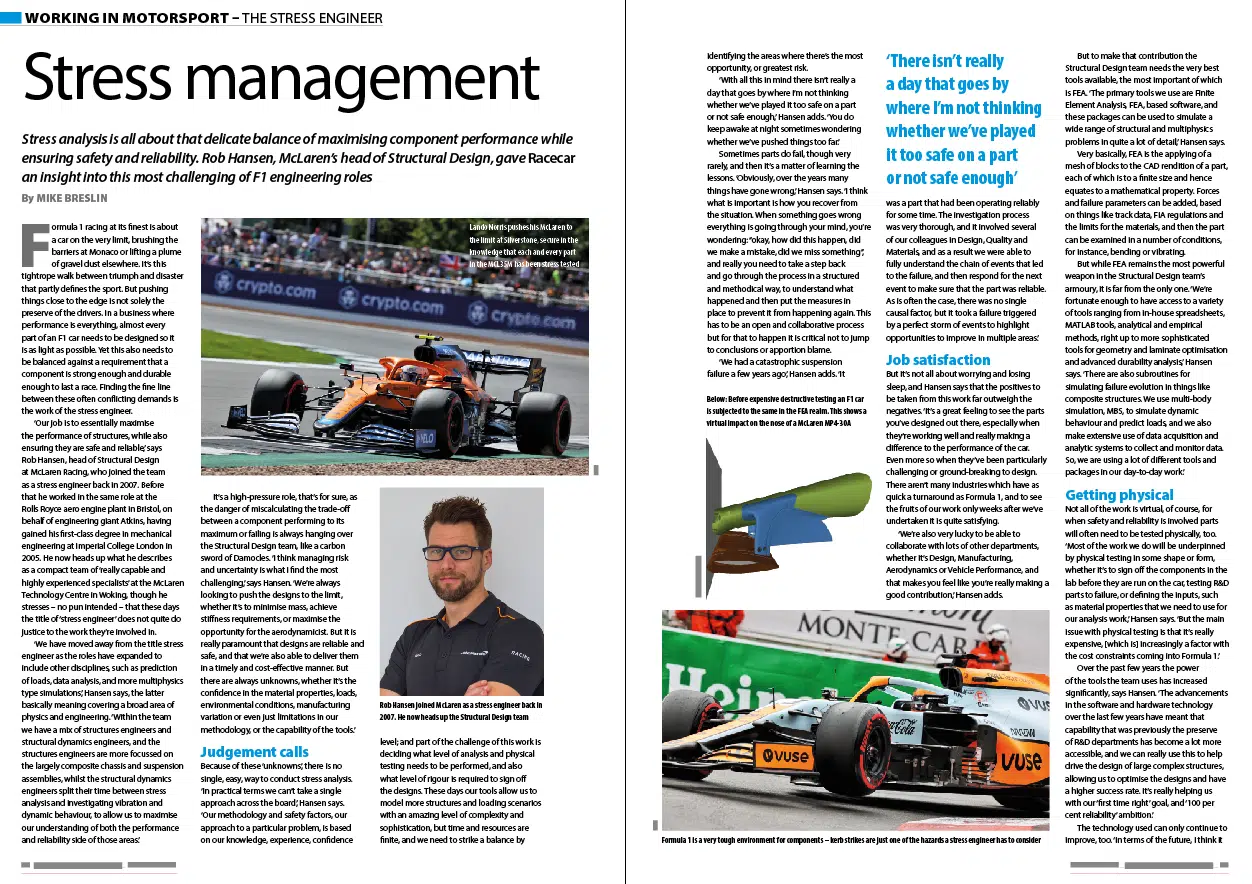 WORKING IN MOTORSPORT – THE STRESS ENGINEER
Stress management
Stress analysis is all about that delicate balance of maximising component performance while
ensuring safety and reliability. Rob Hansen, McLaren's head of Structural Design, gave Racecar
an insight into this most challenging of F1 engineering roles
By MIKE BRESLIN
Formula 1 racing at its finest is about
a car on the very limit, brushing the
barriers at Monaco or lifting a plume
of gravel dust elsewhere. It's this
tightrope walk between triumph and disaster
that partly defines the sport. But pushing
things close to the edge is not solely the
preserve of the drivers. In a business where
performance is everything, almost every
part of an F1 car needs to be designed so it
is as light as possible. Yet this also needs to
be balanced against a requirement that a
component is strong enough and durable
enough to last a race. Finding the fine line
between these often conflicting demands is
the work of the stress engineer.
'Our job is to essentially maximise
the performance of structures, while also
ensuring they are safe and reliable,' says
Rob Hansen, head of Structural Design
at McLaren Racing, who joined the team
as a stress engineer back in 2007. Before
that he worked in the same role at the
Rolls Royce aero engine plant in Bristol, on
behalf of engineering giant Atkins, having
gained his first-class degree in mechanical
engineering at Imperial College London in
2005. He now heads up what he describes
as a compact team of 'really capable and
highly experienced specialists' at the McLaren
Technology Centre in Woking, though he
stresses – no pun intended – that these days
the title of 'stress engineer' does not quite do
justice to the work they're involved in.
'We have moved away from the title stress
engineer as the roles have expanded to
include other disciplines, such as prediction
of loads, data analysis, and more multiphysics
type simulations,' Hansen says, the latter
basically meaning covering a broad area of
physics and engineering. 'Within the team
we have a mix of structures engineers and
structural dynamics engineers, and the
structures engineers are more focussed on
the largely composite chassis and suspension
assemblies, whilst the structural dynamics
engineers split their time between stress
analysis and investigating vibration and
dynamic behaviour, to allow us to maximise
our understanding of both the performance
and reliability side of those areas.'
Lando Norris pushes his McLaren to
the limit at Silverstone, secure in the
knowledge that each and every part
in the MCL35M has been stress tested
crypto.com
crypto.com
crypto.com
It's a high-pressure role, that's for sure, as
the danger of miscalculating the trade-off
between a component performing to its
maximum or failing is always hanging over
the Structural Design team, like a carbon
sword of Damocles. 'I think managing risk
and uncertainty is what I find the most
challenging,' says Hansen. 'We're always
looking to push the designs to the limit,
whether it's to minimise mass, achieve
stiffness requirements, or maximise the
opportunity for the aerodynamicist. But it is
really paramount that designs are reliable and
safe, and that we're also able to deliver them
in a timely and cost-effective manner. But
there are always unknowns, whether it's the
confidence in the material properties, loads,
environmental conditions, manufacturing
variation or even just limitations in our
methodology, or the capability of the tools.'
Judgement calls
Because of these 'unknowns', there is no
single, easy, way to conduct stress analysis.
'In practical terms we can't take a single
approach across the board,' Hansen says.
'Our methodology and safety factors, our
approach to a particular problem, is based
on our knowledge, experience, confidence
Rob Hansen joined McLaren as a stress engineer back in
2007. He now heads up the Structural Design team
level; and part of the challenge of this work is
deciding what level of analysis and physical
testing needs to be performed, and also
what level of rigour is required to sign off
the designs. These days our tools allow us to
model more structures and loading scenarios
with an amazing level of complexity and
sophistication, but time and resources are
finite, and we need to strike a balance by
identifying the areas where there's the most
opportunity, or greatest risk.
'With all this in mind there isn't really a
day that goes by where I'm not thinking
whether we've played it too safe on a part
or not safe enough,' Hansen adds. 'You do
keep awake at night sometimes wondering
whether we've pushed things too far.'
Sometimes parts do fail, though very
rarely, and then it's a matter of learning the
lessons. 'Obviously, over the years many
things have gone wrong,' Hansen says. 'I think
what is important is how you recover from
the situation. When something goes wrong
everything is going through your mind, you're
wondering: "okay, how did this happen, did
we make a mistake, did we miss something",
and really you need to take a step back
and go through the process in a structured
and methodical way, to understand what
happened and then put the measures in
place to prevent it from happening again. This
has to be an open and collaborative process
but for that to happen it is critical not to jump
to conclusions or apportion blame.
'We had a catastrophic suspension
failure a few years ago,' Hansen adds. 'It
Below: Before expensive destructive testing an F1 car
is subjected to the same in the FEA realm. This shows a
virtual impact on the nose of a McLaren MP4-30A
'There isn't really
a day that goes by
where I'm not thinking
whether we've played
it too safe on a part
or not safe enough'
was a part that had been operating reliably
for some time. The investigation process
was very thorough, and it involved several
of our colleagues in Design, Quality and
Materials, and as a result we were able to
fully understand the chain of events that led
to the failure, and then respond for the next
event to make sure that the part was reliable.
As is often the case, there was no single
causal factor, but it took a failure triggered
by a perfect storm of events to highlight
opportunities to improve in multiple areas.'
Job satisfaction
But it's not all about worrying and losing
sleep, and Hansen says that the positives to
be taken from this work far outweigh the
negatives. 'It's a great feeling to see the parts
you've designed out there, especially when
they're working well and really making a
difference to the performance of the car.
Even more so when they've been particularly
challenging or ground-breaking to design.
There aren't many industries which have as
quick a turnaround as Formula 1, and to see
the fruits of our work only weeks after we've
undertaken it is quite satisfying.
'We're also very lucky to be able to
collaborate with lots of other departments,
whether it's Design, Manufacturing,
Aerodynamics or Vehicle Performance, and
that makes you feel like you're really making a
good contribution,' Hansen adds.
MONTE CAR
VUSE
VUSE
Formula 1 is a very tough environment for components – kerb strikes are just one of the hazards a stress engineer has to consider
But to make that contribution the
Structural Design team needs the very best
tools available, the most important of which
is FEA. 'The primary tools we use are Finite
Element Analysis, FEA, based software, and
these packages can be used to simulate a
wide range of structural and multiphysics
problems in quite a lot of detail,' Hansen says.
Very basically, FEA is the applying of a
mesh of blocks to the CAD rendition of a part,
each of which is to a finite size and hence
equates to a mathematical property. Forces
and failure parameters can be added, based
on things like track data, FIA regulations and
the limits for the materials, and then the part
can be examined in a number of conditions,
for instance, bending or vibrating.
But while FEA remains the most powerful
weapon in the Structural Design team's
armoury, it is far from the only one. 'We're
fortunate enough to have access to a variety
of tools ranging from in-house spreadsheets,
MATLAB tools, analytical and empirical
methods, right up to more sophisticated
tools for geometry and laminate optimisation
and advanced durability analysis,' Hansen
says. 'There are also subroutines for
simulating failure evolution in things like
composite structures. We use multi-body
simulation, MBS, to simulate dynamic
behaviour and predict loads, and we also
make extensive use of data acquisition and
analytic systems to collect and monitor data.
So, we are using a lot of different tools and
packages in our day-to-day work.'
Getting physical
Not all of the work is virtual, of course, for
when safety and reliability is involved parts
will often need to be tested physically, too.
'Most of the work we do will be underpinned
by physical testing in some shape or form,
whether it's to sign off the components in the
lab before they are run on the car, testing R&D
parts to failure, or defining the inputs, such
as material properties that we need to use for
our analysis work,' Hansen says. 'But the main
issue with physical testing is that it's really
expensive, [which is] increasingly a factor with
the cost constraints coming into Formula 1.'
Over the past few years the power
of the tools the team uses has increased
significantly, says Hansen. 'The advancements
in the software and hardware technology
over the last few years have meant that
capability that was previously the preserve
of R&D departments has become a lot more
accessible, and we can really use this to help
drive the design of large complex structures,
allowing us to optimise the designs and have
a higher success rate. It's really helping us
with our 'first time right' goal, and '100 per
cent reliability' ambition.'
The technology used can only continue to
improve, too. 'In terms of the future, I think it